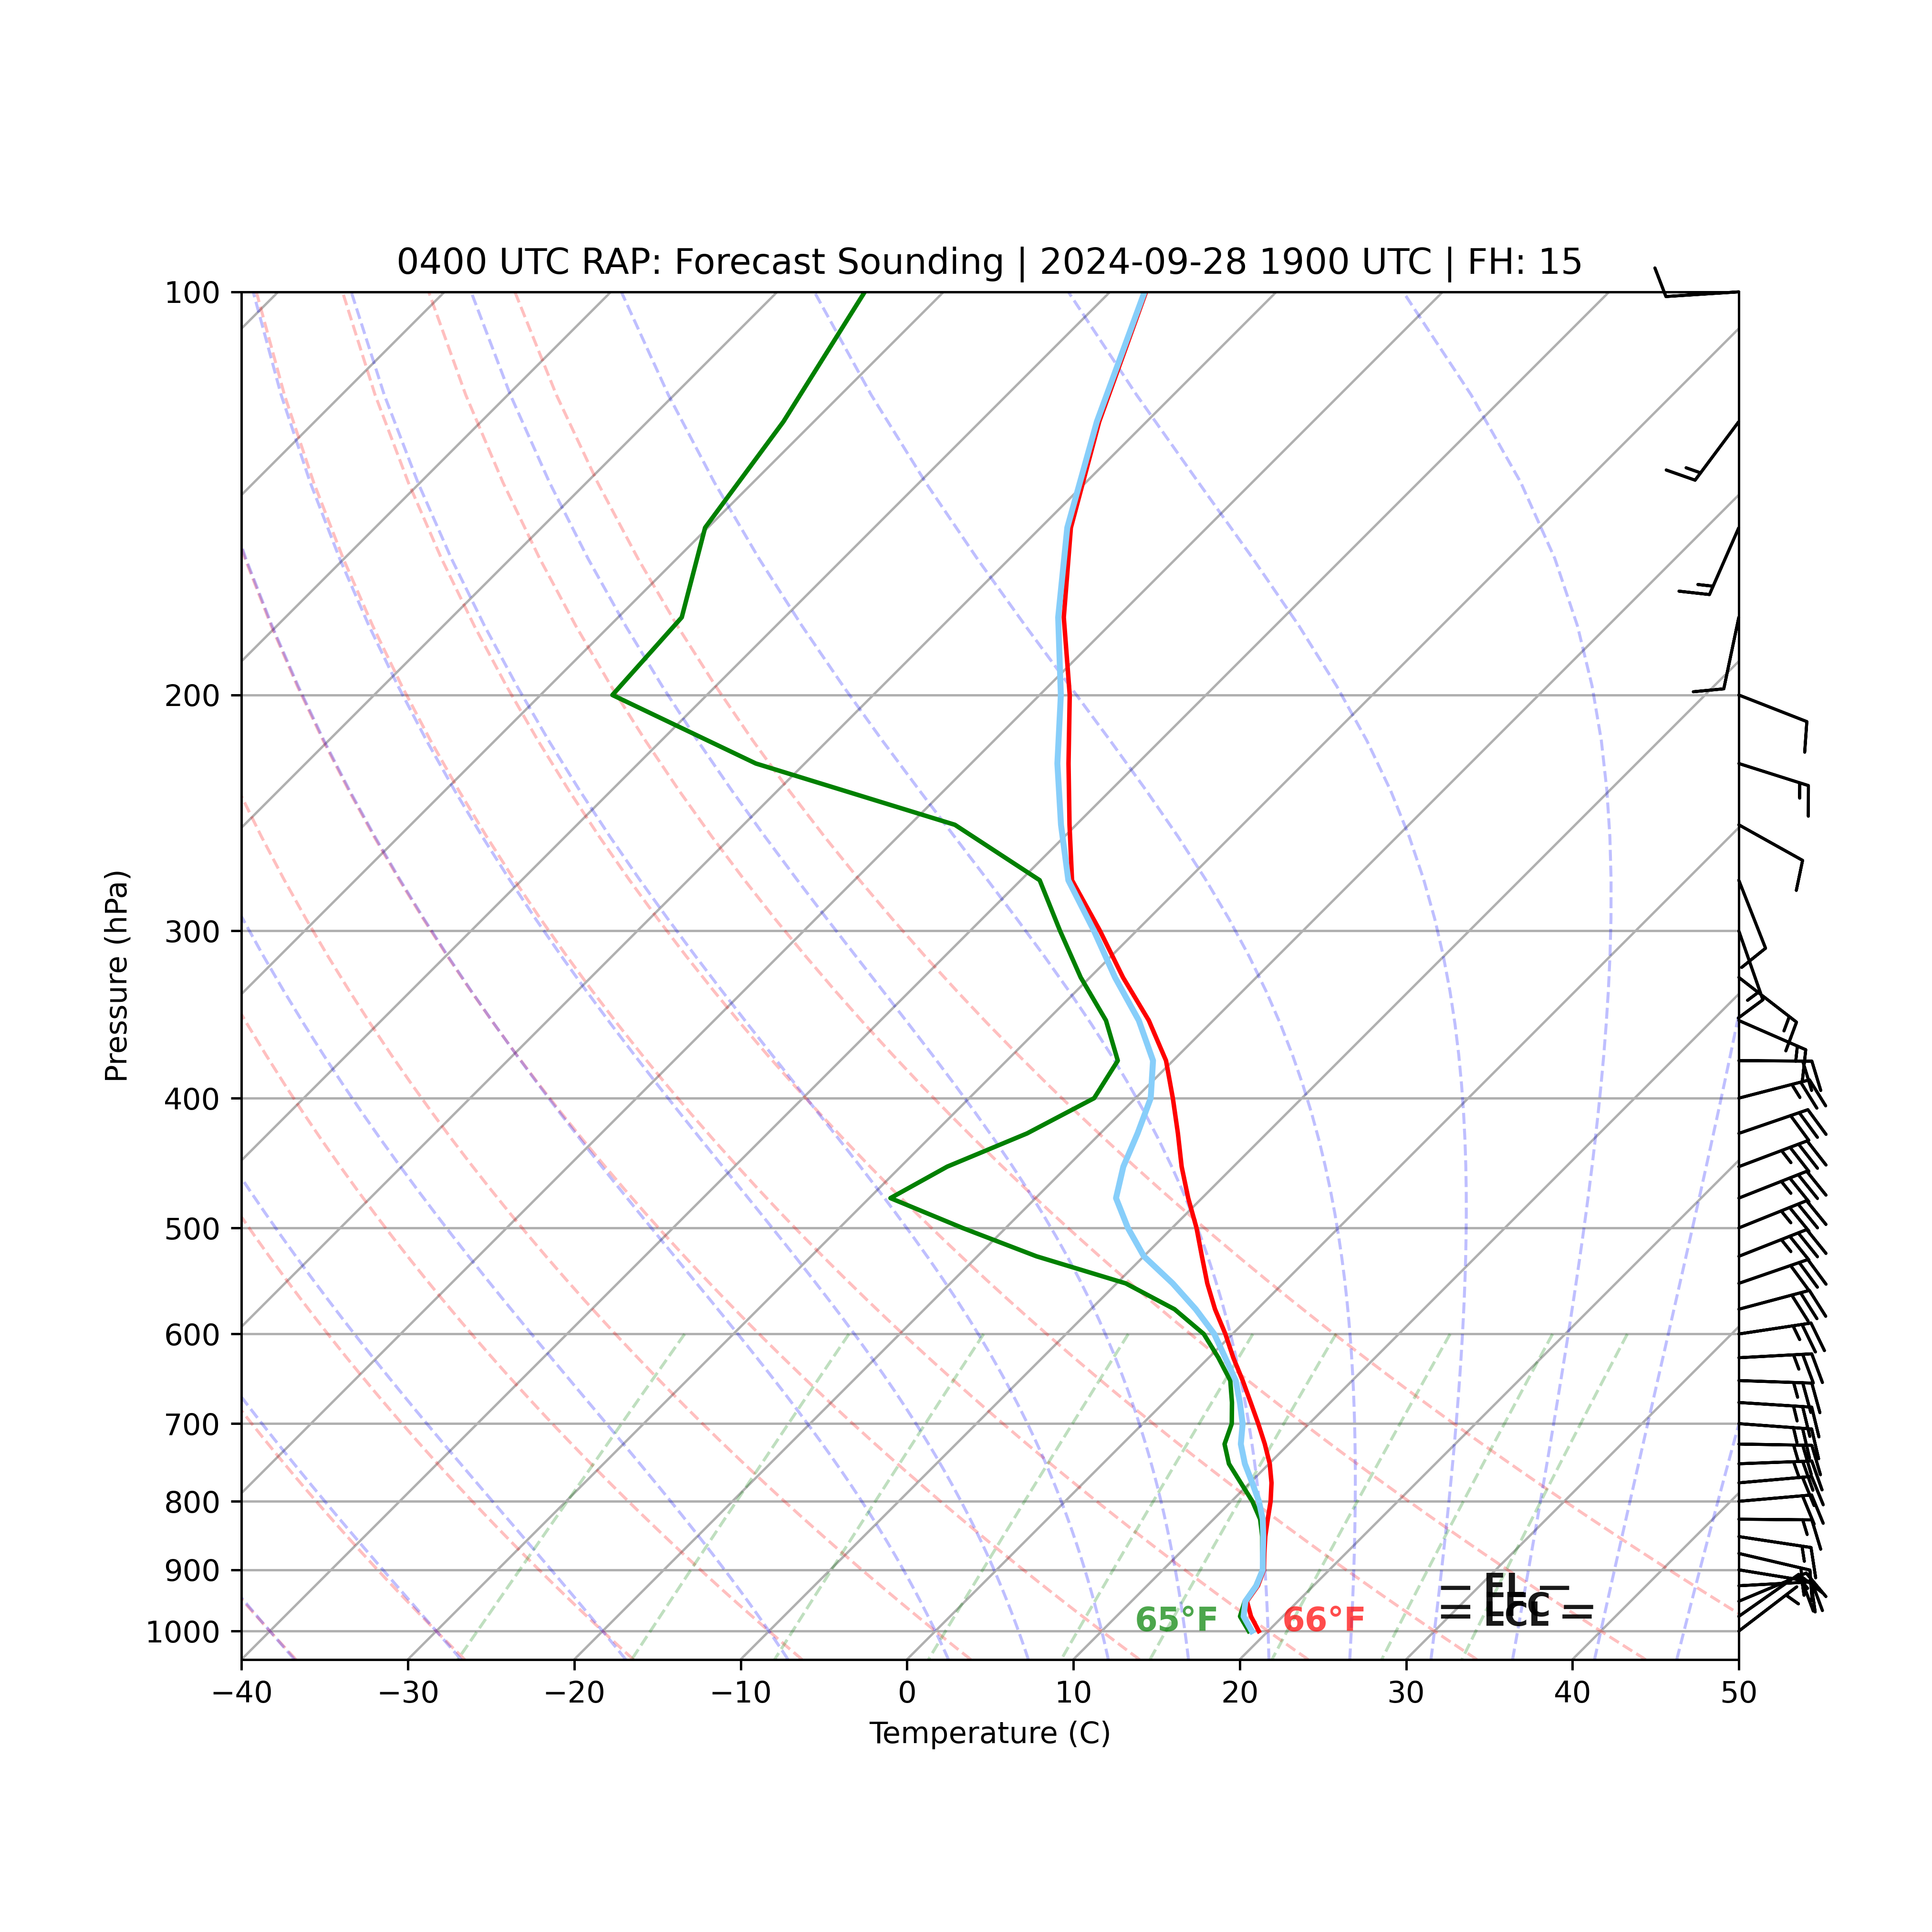 0400 UTC RAP: Forecast Sounding | 2024-09-28 1900 UTC | FH: 15
100
200
300
400
500
600
700
800
900
1000
Pressure (hPa)
65°F 66°F
EL
−40 −30 −20 −10 0 10 20 30 40 50
Temperature (C)